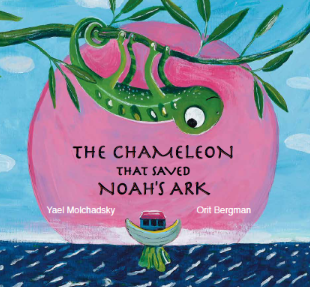 THE CHAMELEON
THAT SAVED
NOAH'S ARK
Yael Molchadsky Orit Bergman